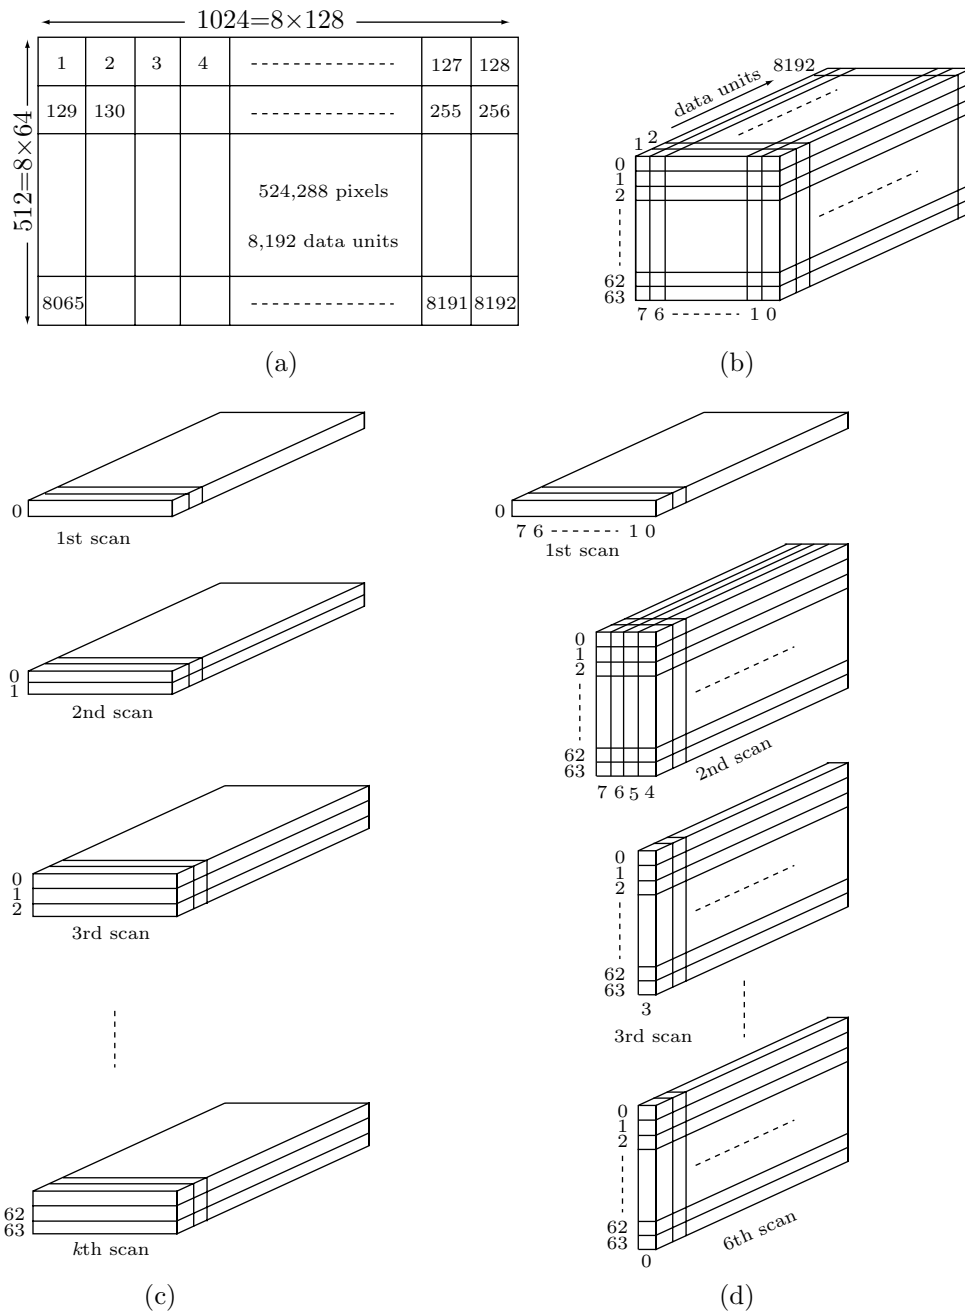 1024=8×128
512=8×64
1 2 3 4 127 128
129 130 255 256
524,288 pixels
8,192 data units
8065 8191 8192
(a)
8192
data units
1 2
0
1
2
62
63
7 6 1 0
(b)
0
1st scan
0
1
2nd scan
0
1
2
3rd scan
62
63
kth scan
(c)
0
7 6 1 0
1st scan
0
1
2
62
63
7 6 5 4
2nd scan
0
1
2
62
63
3
3rd scan
0
1
2
62
63
0
6th scan
(d)